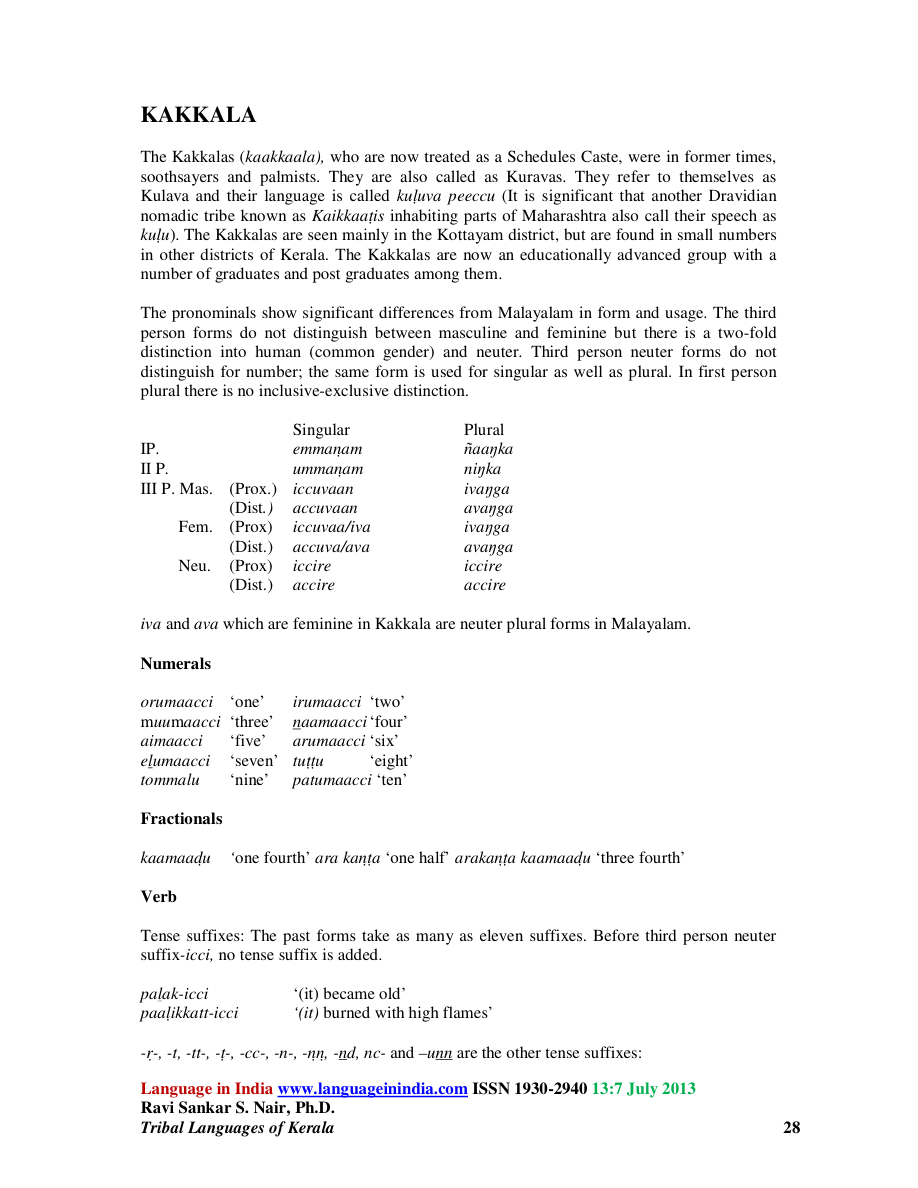 KAKKALA
The Kakkalas (kaakkaala), who are now treated as a Schedules Caste, were in former times,
soothsayers and palmists. They are also called as Kuravas. They refer to themselves as
Kulava and their language is called kuḷuva peeccu (It is significant that another Dravidian
nomadic tribe known as Kaikkaaṭis inhabiting parts of Maharashtra also call their speech as
kuḷu). The Kakkalas are seen mainly in the Kottayam district, but are found in small numbers
in other districts of Kerala. The Kakkalas are now an educationally advanced group with a
number of graduates and post graduates among them.
The pronominals show significant differences from Malayalam in form and usage. The third
person forms do not distinguish between masculine and feminine but there is a two-fold
distinction into human (common gender) and neuter. Third person neuter forms do not
distinguish for number; the same form is used for singular as well as plural. In first person
plural there is no inclusive-exclusive distinction.
Singular Plural
IP. emmaṇam ñaaŋka
II P. ummaṇam niŋka
III P. Mas. (Prox.) iccuvaan ivaŋga
(Dist.) accuvaan avaŋga
Fem. (Prox) iccuvaa/iva ivaŋga
(Dist.) accuva/ava avaŋga
Neu. (Prox) iccire iccire
(Dist.) accire accire
iva and ava which are feminine in Kakkala are neuter plural forms in Malayalam.
Numerals
orumaacci ‘one’ irumaacci ‘two’
muumaacci ‘three’ ṉaamaacci ‘four’
aimaacci ‘five’ arumaacci ‘six’
eḻumaacci ‘seven’ tuṭṭu ‘eight’
tommalu ‘nine’ patumaacci ‘ten’
Fractionals
kaamaaḍu ‘one fourth’ ara kaṇṭa ‘one half’ arakaṇṭa kaamaaḍu ‘three fourth’
Verb
Tense suffixes: The past forms take as many as eleven suffixes. Before third person neuter
suffix-icci, no tense suffix is added.
paḻak-icci ‘(it) became old’
paaḷikkatt-icci ‘(it) burned with high flames’
-ṛ-, -t, -tt-, -ṭ-, -cc-, -n-, -ṇṇ, -ṉd, nc- and –uṉṉ are the other tense suffixes:
Language in India www.languageinindia.com ISSN 1930-2940 13:7 July 2013
Ravi Sankar S. Nair, Ph.D.
Tribal Languages of Kerala 28